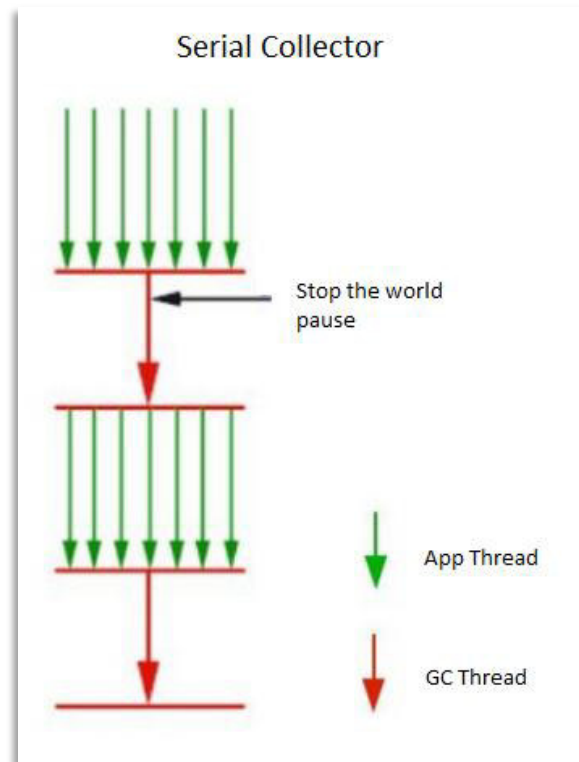 Serial Collector
Stop the world
pause
App Thread
GC Thread